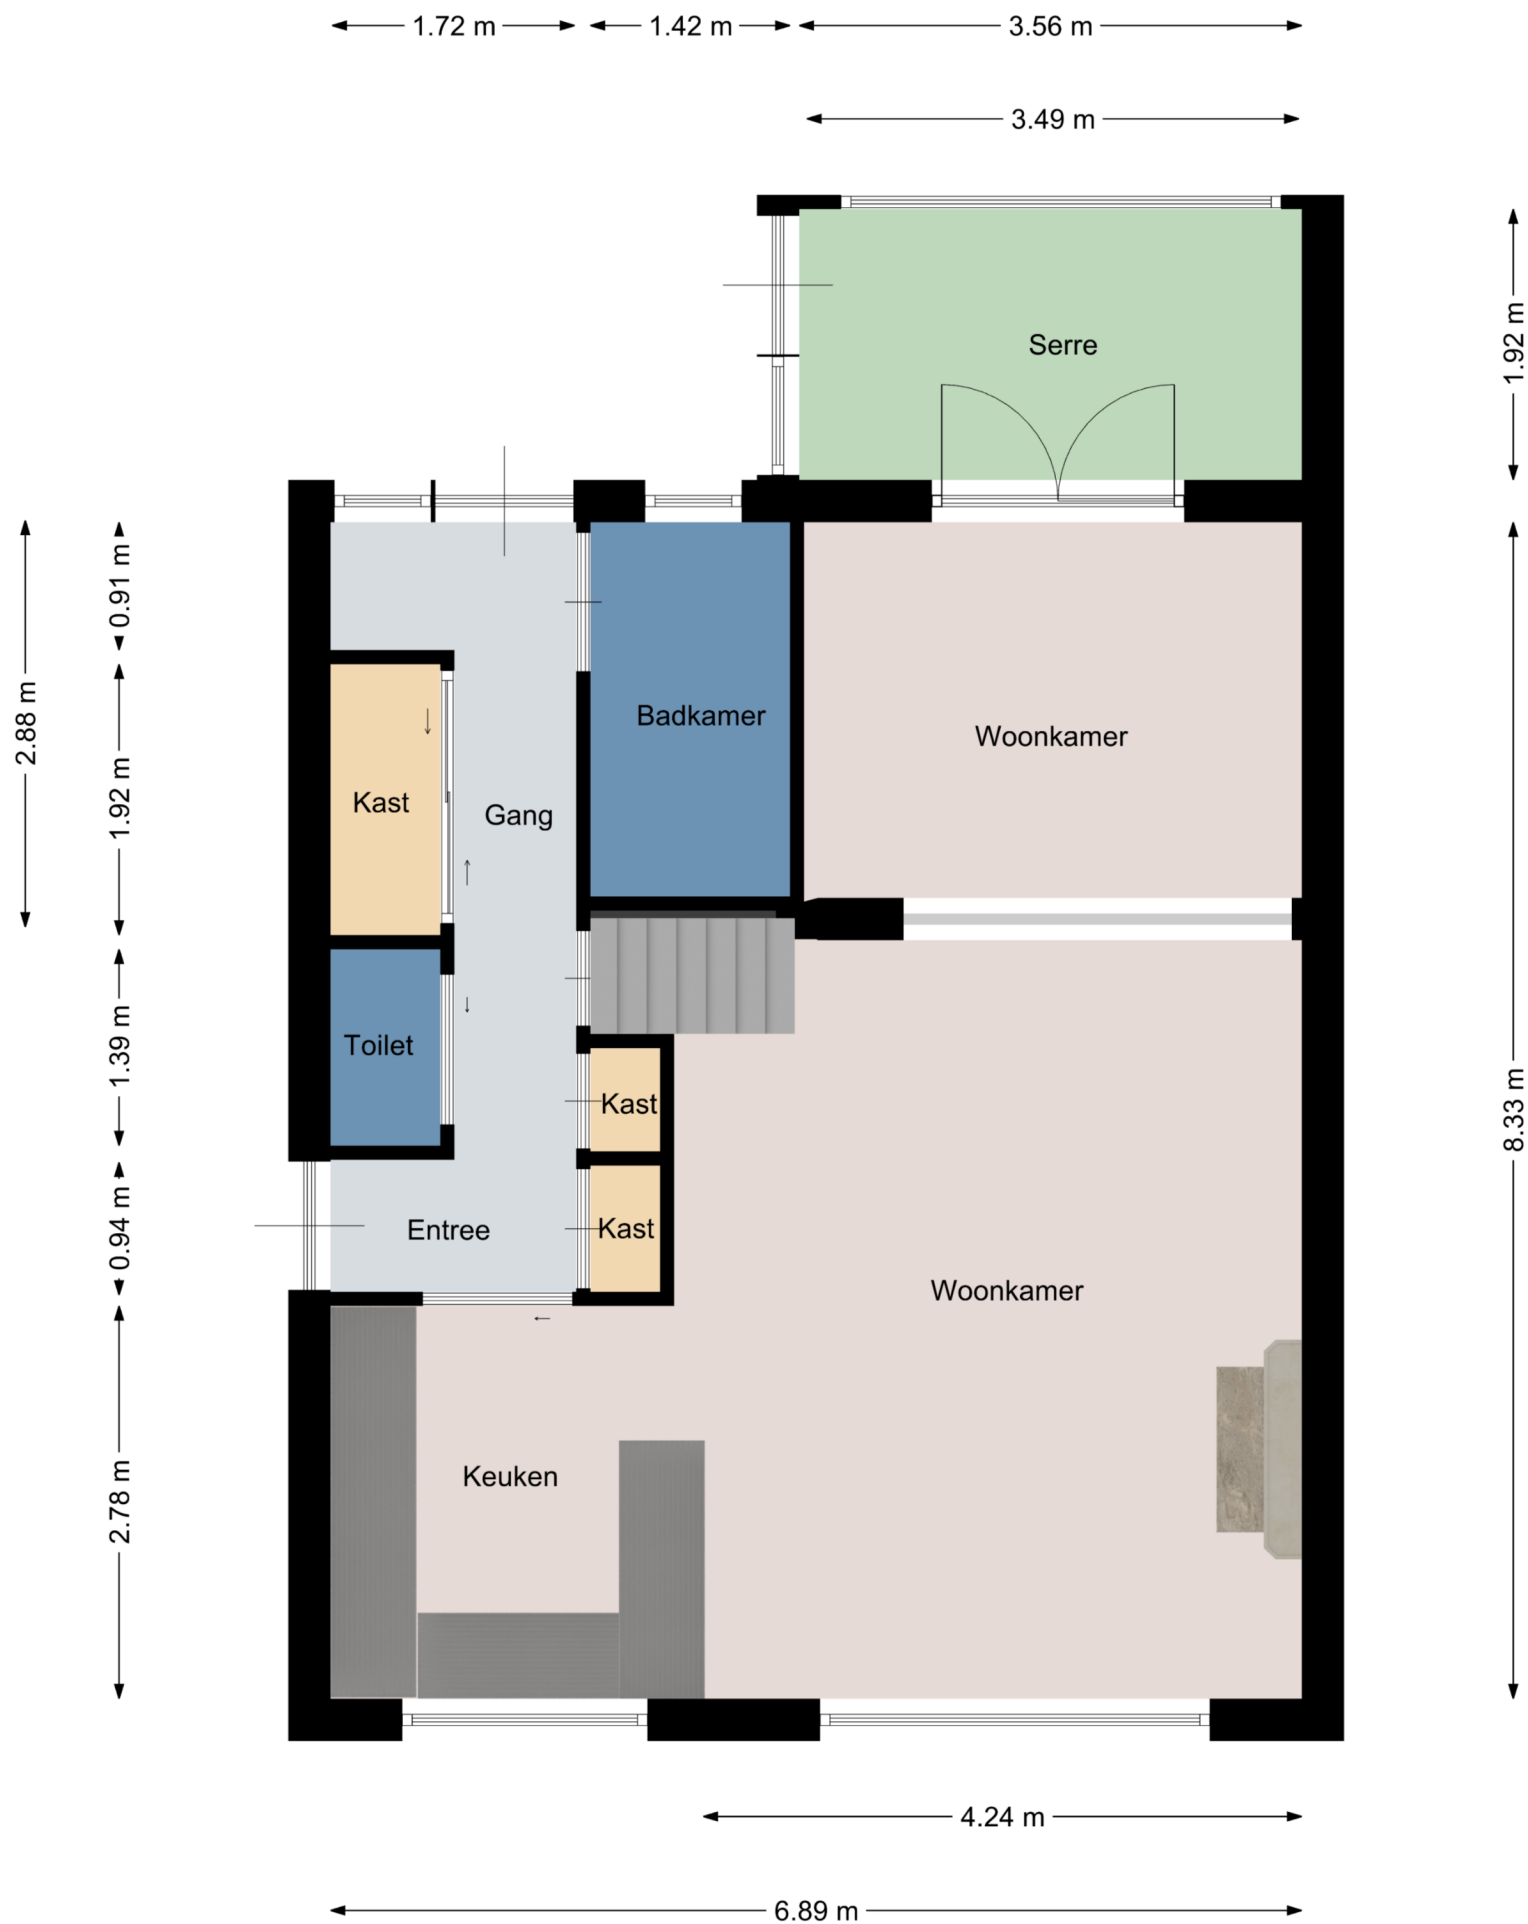 1.72 m
1.42 m
3.56 m
3.49 m
Serre
1.92 m
0.91 m
2.88 m
Badkamer
Woonkamer
Kast
1.92 m
Gang
Toilet
1.39 m
Kast
8.33 m
0.94 m
Entree
Kast
Woonkamer
Keuken
2.78 m
4.24 m
6.89 m